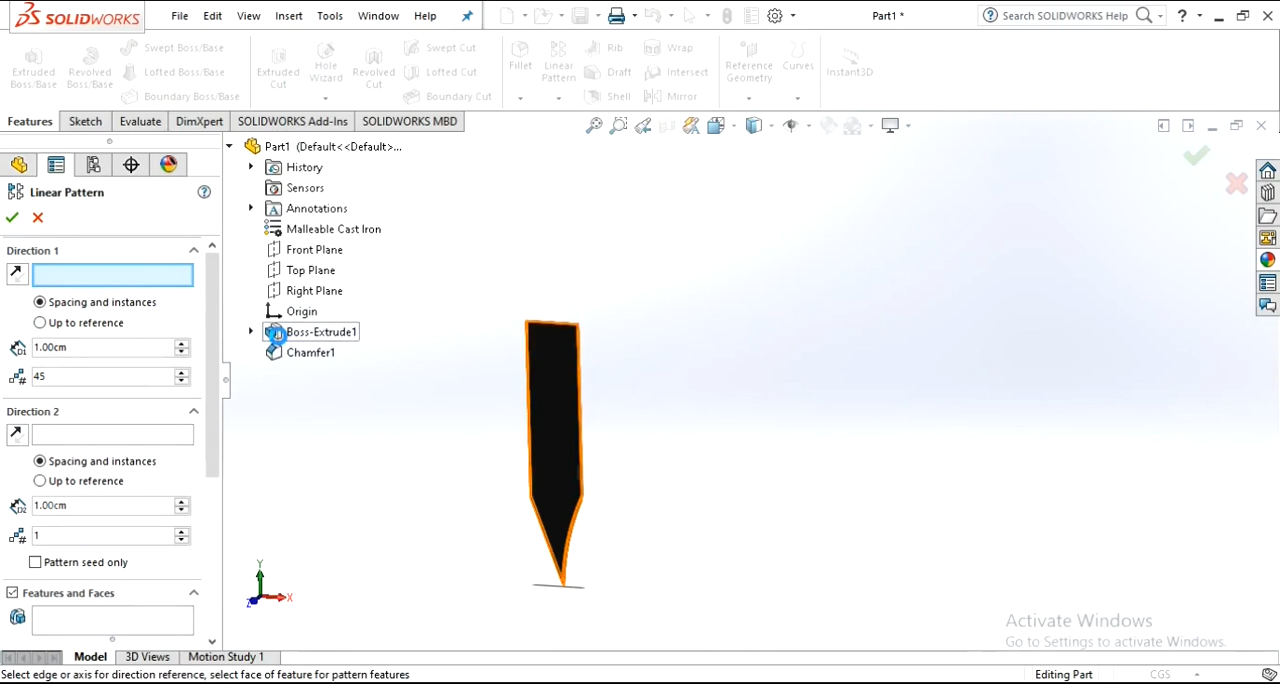 SOLIDWORKS File Edit View Insert Tools Window Help Part1 * Search SOLIDWORKS Help
Extruded Boss/Base Revolved Boss/Base Swept Boss/Base Lofted Boss/Base Boundary Boss/Base Extruded Cut Hole Wizard Revolved Cut Swept Cut Lofted Cut Boundary Cut Fillet Linear Pattern Rib Draft Shell Wrap Intersect Mirror Reference Geometry Curves Instant3D
Features Sketch Evaluate DimXpert SOLIDWORKS Add-Ins SOLIDWORKS MBD
Linear Pattern
Direction 1
Spacing and instances
Up to reference
D1 1.00cm
# 45
Direction 2
Spacing and instances
Up to reference
D2 1.00cm
# 1
Pattern seed only
Features and Faces
Part1 (Default<<Default>...
History
Sensors
A Annotations
Malleable Cast Iron
Front Plane
Top Plane
Right Plane
Origin
Boss-Extrude1
Chamfer1
Y
X
Z
Activate Windows
Go to Settings to activate Windows.
Model 3D Views Motion Study 1
Select edge or axis for direction reference, select face of feature for pattern features Editing Part CGS